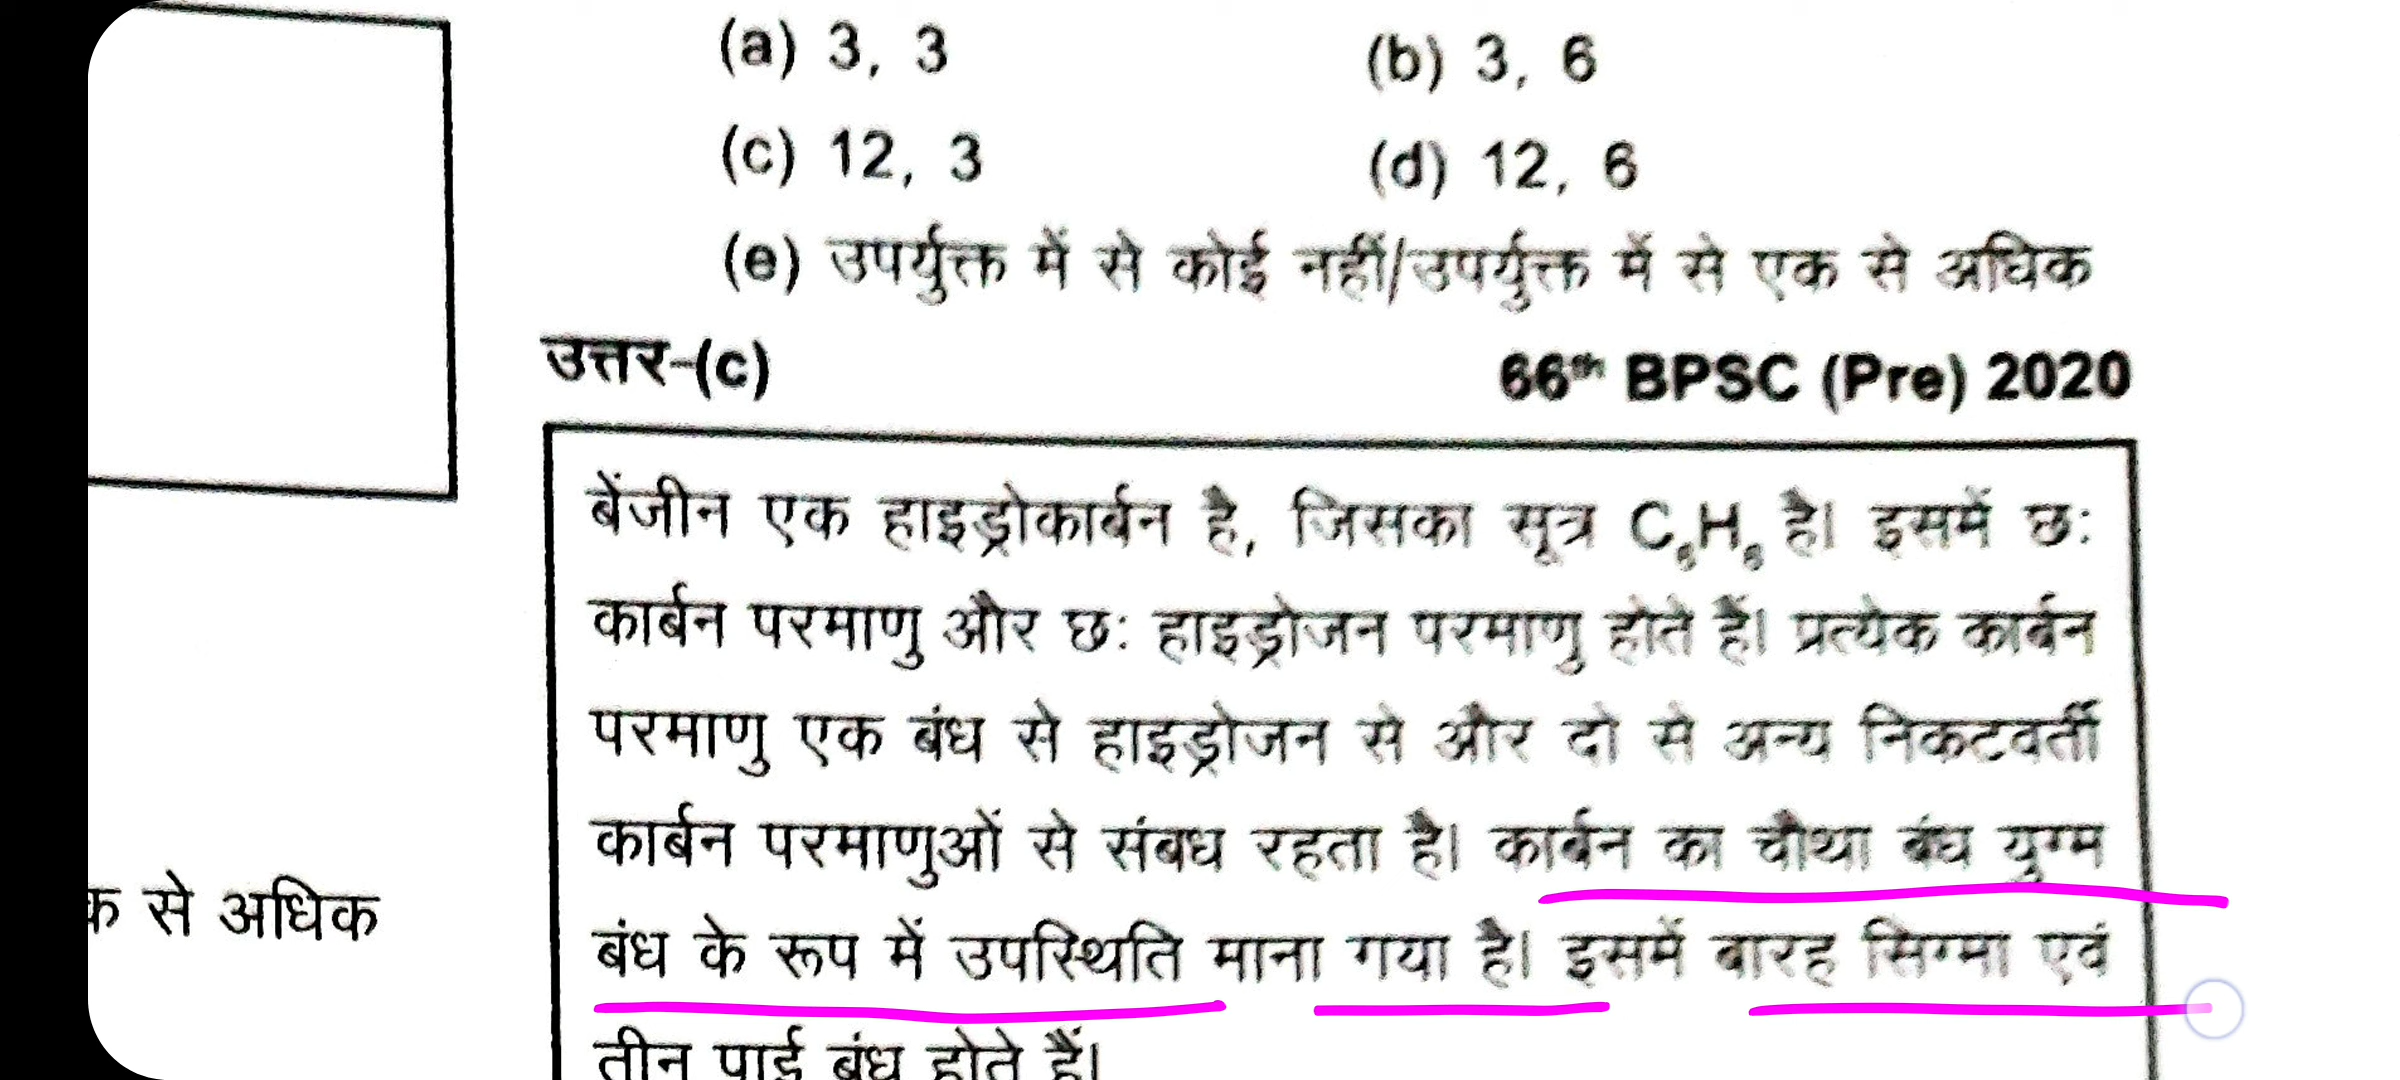 (a) 3, 3
(b) 3, 6
(c) 12, 3
(d) 12, 6
(e) उपर्युक्त में से कोई नहीं/उपर्युक्त में से एक से अधिक
उत्तर-(c)
66th BPSC (Pre) 2020
बेंजीन एक हाइड्रोकार्बन है, जिसका सूत्र C₆H₆ है। इसमें छः
कार्बन परमाणु और छः हाइड्रोजन परमाणु होते हैं। प्रत्येक कार्बन
परमाणु एक बंध से हाइड्रोजन से और दो से अन्य निकटवर्ती
कार्बन परमाणुओं से संबध रहता है। कार्बन का चौथा बंध युग्म
बंध के रूप में उपस्थिति माना गया है। इसमें बारह सिग्मा एवं
तीन पाई बंध होते हैं।
क से अधिक